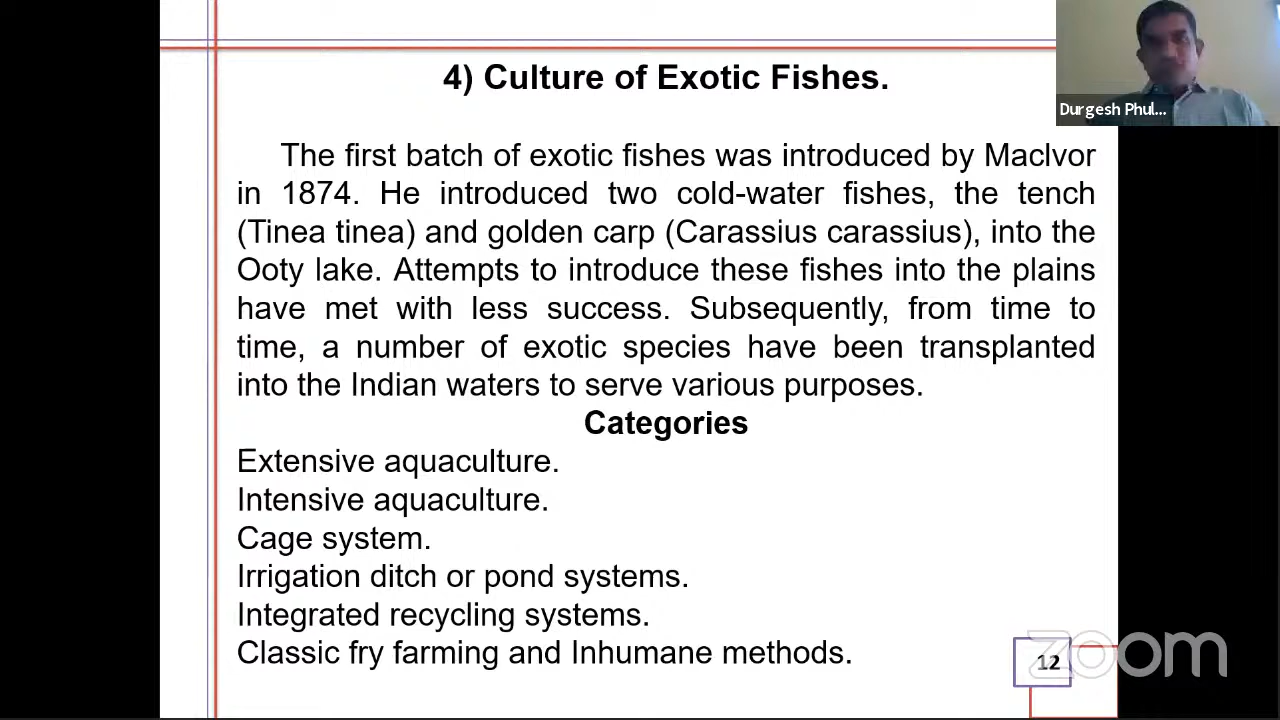 4) Culture of Exotic Fishes.
Durgesh Phul...
The first batch of exotic fishes was introduced by Maclvor
in 1874. He introduced two cold-water fishes, the tench
(Tinea tinea) and golden carp (Carassius carassius), into the
Ooty lake. Attempts to introduce these fishes into the plains
have met with less success. Subsequently, from time to
time, a number of exotic species have been transplanted
into the Indian waters to serve various purposes.
Categories
Extensive aquaculture.
Intensive aquaculture.
Cage system.
Irrigation ditch or pond systems.
Integrated recycling systems.
Classic fry farming and Inhumane methods.
12
zoom